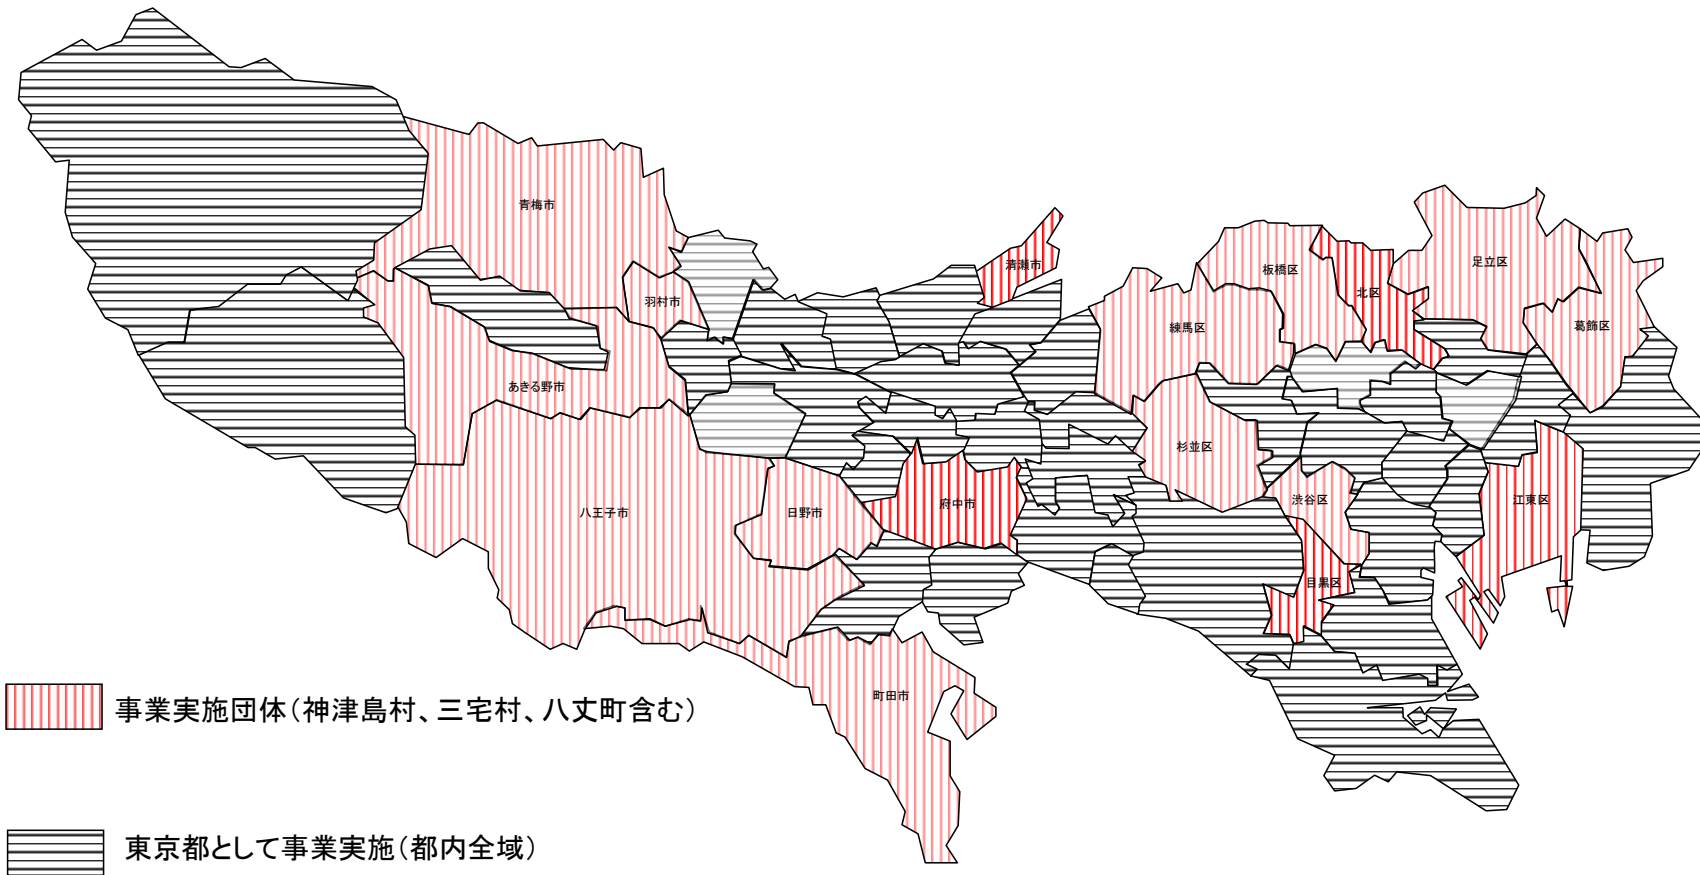 青梅市
清瀬市
足立区
板橋区
北区
羽村市
練馬区
葛飾区
あきる野市
杉並区
渋谷区
江東区
八王子市
日野市
府中市
目黒区
町田市
事業実施団体(神津島村、三宅村、八丈町含む)
東京都として事業実施(都内全域)